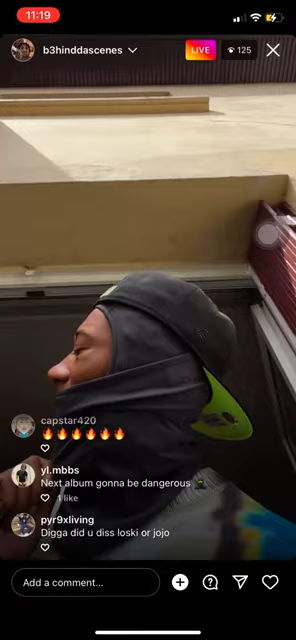 11:19
b3hinddascenes
LIVE
125
capstar420
🔥🔥🔥🔥🔥🔥
yl.mbbs
Next album gonna be dangerous
1 like
pyr9xliving
Digga did u diss loski or jojo
Add a comment...